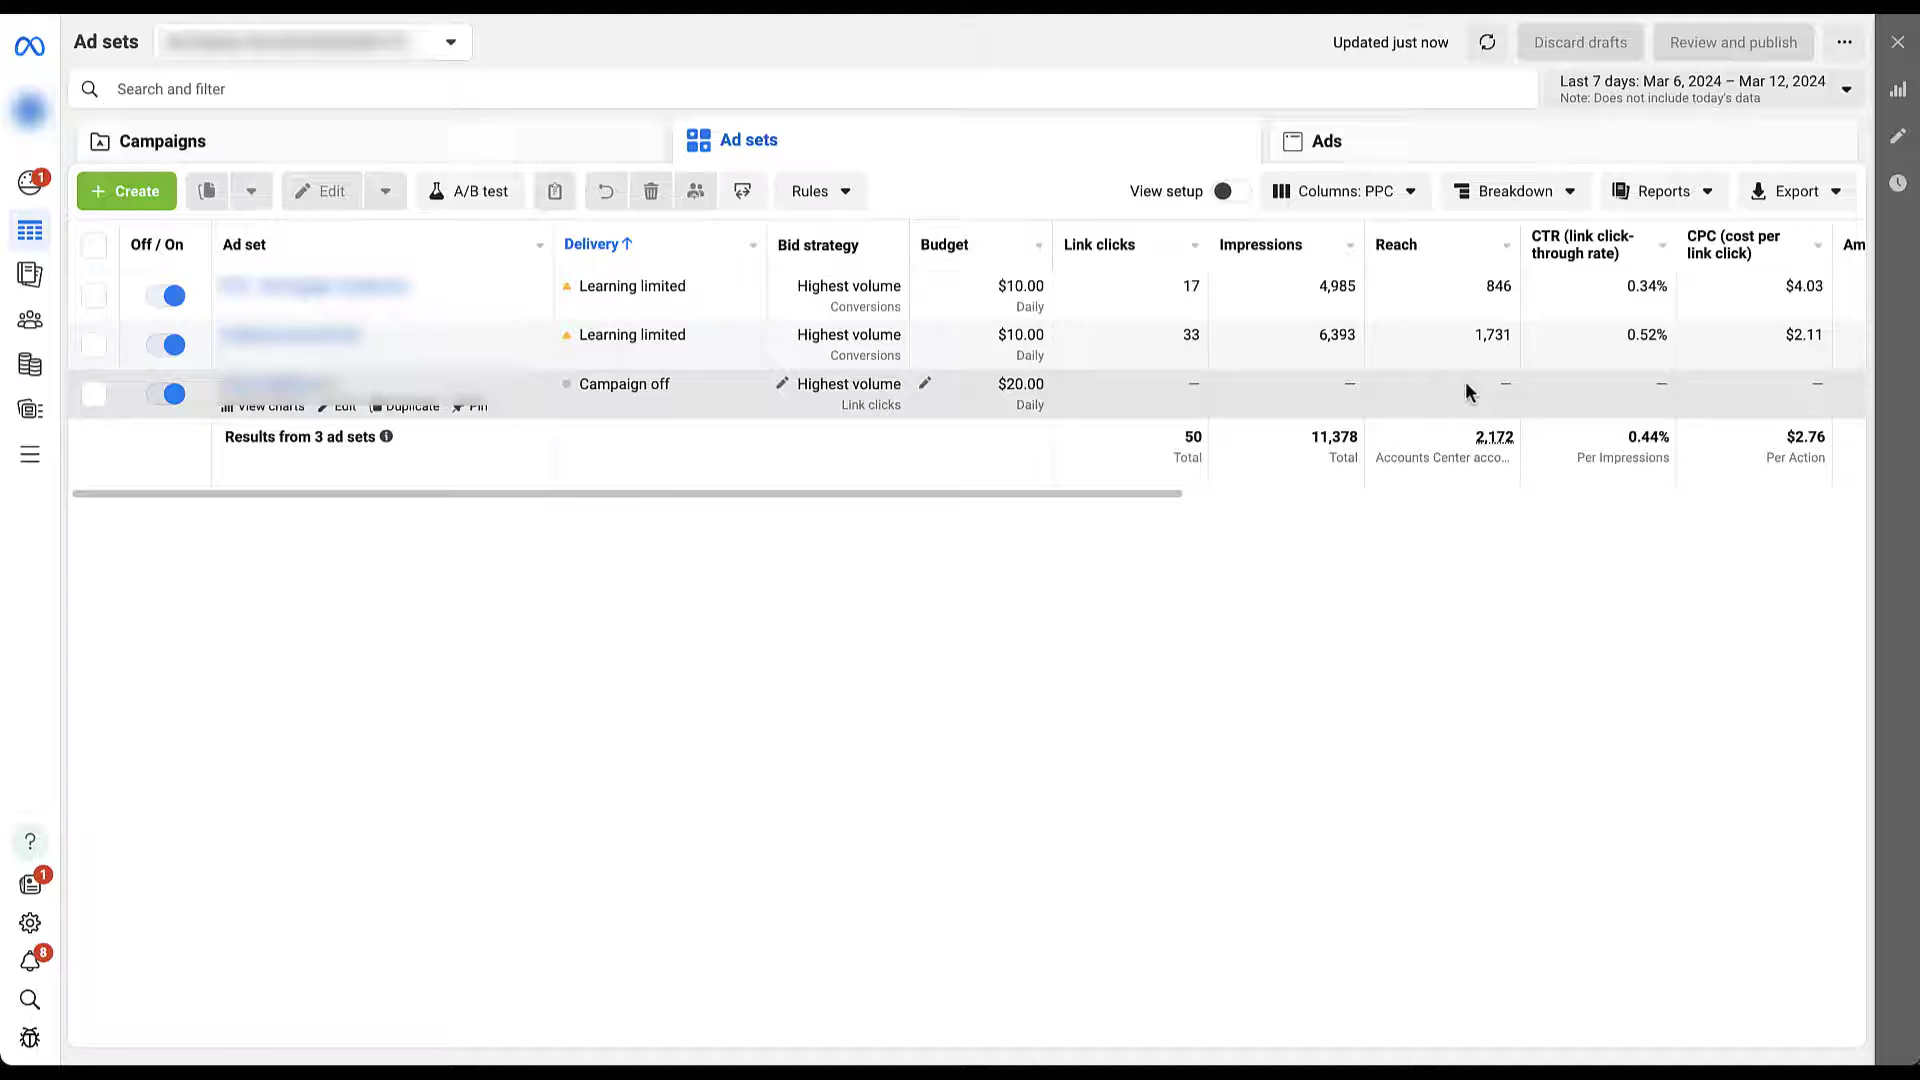 Ad sets
Updated just now
Discard drafts
Review and publish
Search and filter
Last 7 days: Mar 6, 2024 – Mar 12, 2024
Note: Does not include today's data
Campaigns
Ad sets
Ads
+ Create
Edit
A/B test
Rules
View setup
Columns: PPC
Breakdown
Reports
Export
Off / On
Ad set
Delivery ↑
Bid strategy
Budget
Link clicks
Impressions
Reach
CTR (link click-
through rate)
CPC (cost per
link click)
Am
1
Learning limited
Highest volume
Conversions
$10.00
Daily
17
4,985
846
0.34%
$4.03
Learning limited
Highest volume
Conversions
$10.00
Daily
33
6,393
1,731
0.52%
$2.11
View charts
Edit
Duplicate
Pin
Campaign off
Highest volume
Link clicks
$20.00
Daily
—
—
—
—
—
Results from 3 ad sets
50
Total
11,378
Total
2,172
Accounts Center acco...
0.44%
Per Impressions
$2.76
Per Action
?
1
8